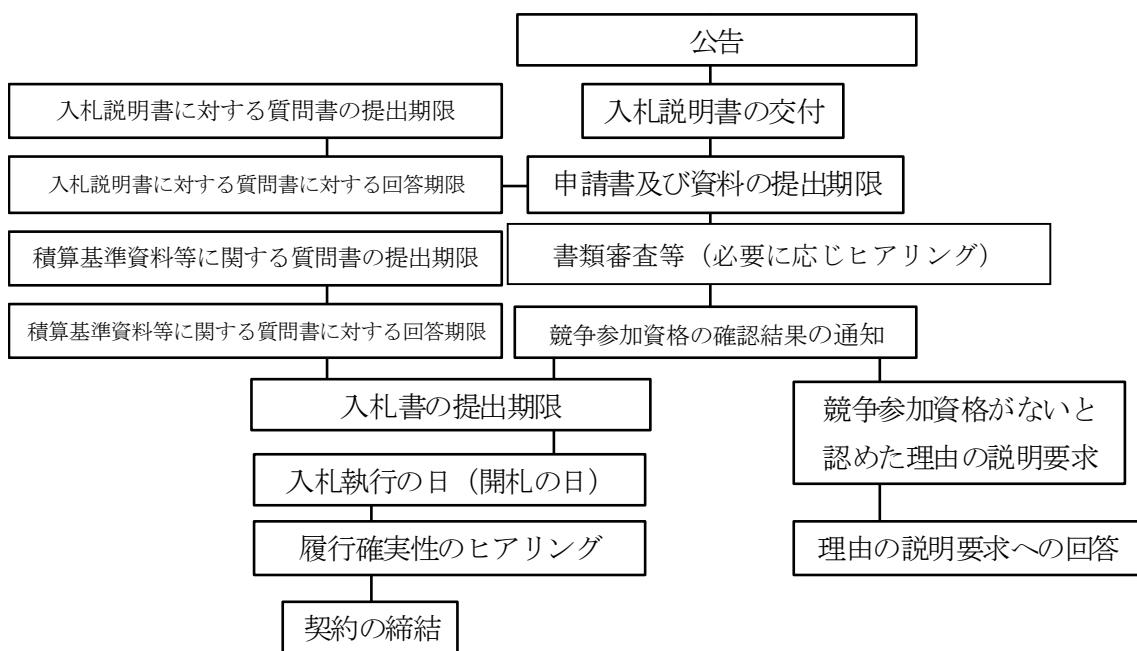 公告
入札説明書に対する質問書の提出期限
入札説明書の交付
入札説明書に対する質問書に対する回答期限
申請書及び資料の提出期限
積算基準資料等に関する質問書の提出期限
書類審査等（必要に応じヒアリング）
積算基準資料等に関する質問書に対する回答期限
競争参加資格の確認結果の通知
入札書の提出期限
競争参加資格がないと
認めた理由の説明要求
入札執行の日（開札の日）
履行確実性のヒアリング
理由の説明要求への回答
契約の締結